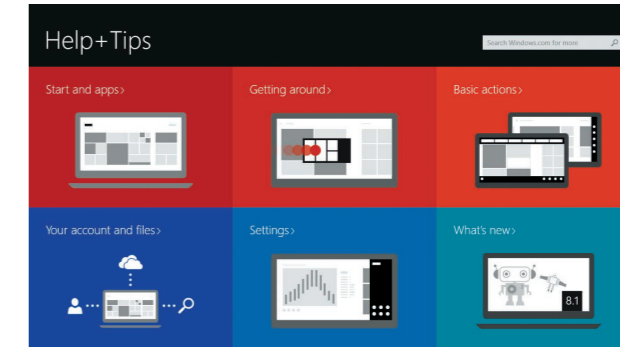 Help+Tips
Search Windows.com for more
Start and apps›
Getting around›
Basic actions›
Your account and files›
Settings›
What's new›
8.1